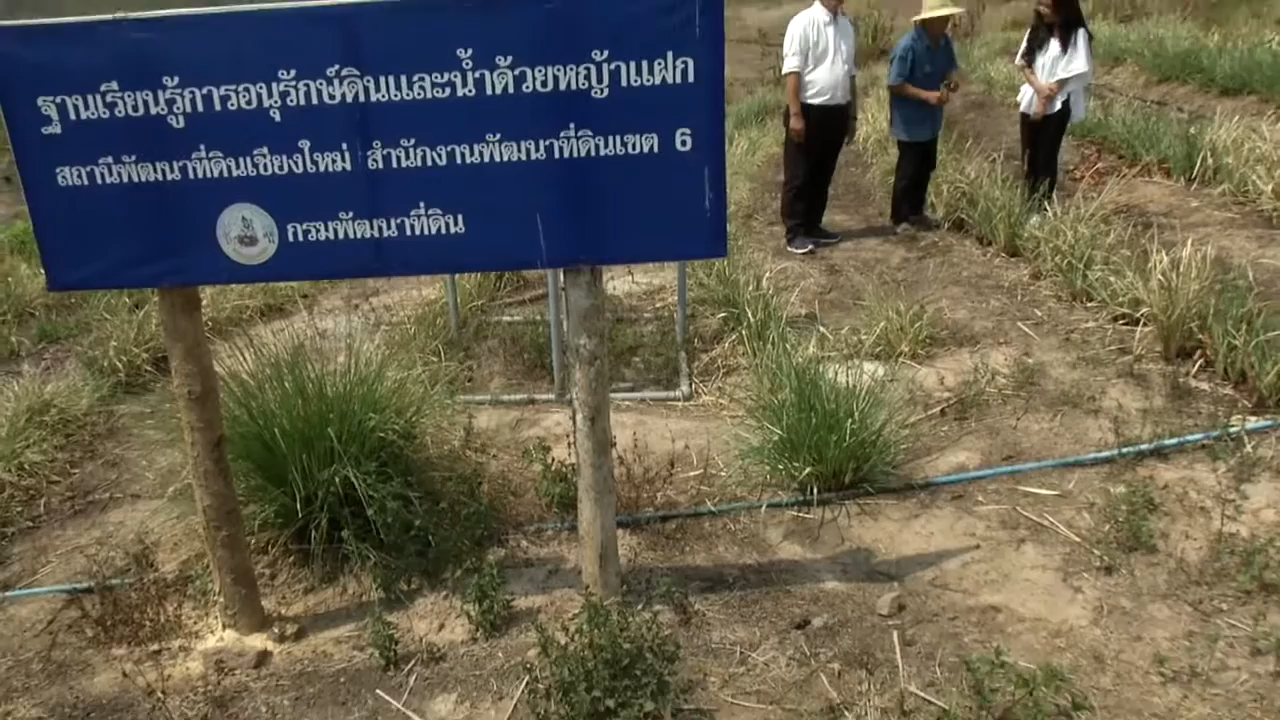 ฐานเรียนรู้การอนุรักษ์ดินและน้ำด้วยหญ้าแฝก
สถานีพัฒนาที่ดินเชียงใหม่ สำนักงานพัฒนาที่ดินเขต 6
กรมพัฒนาที่ดิน